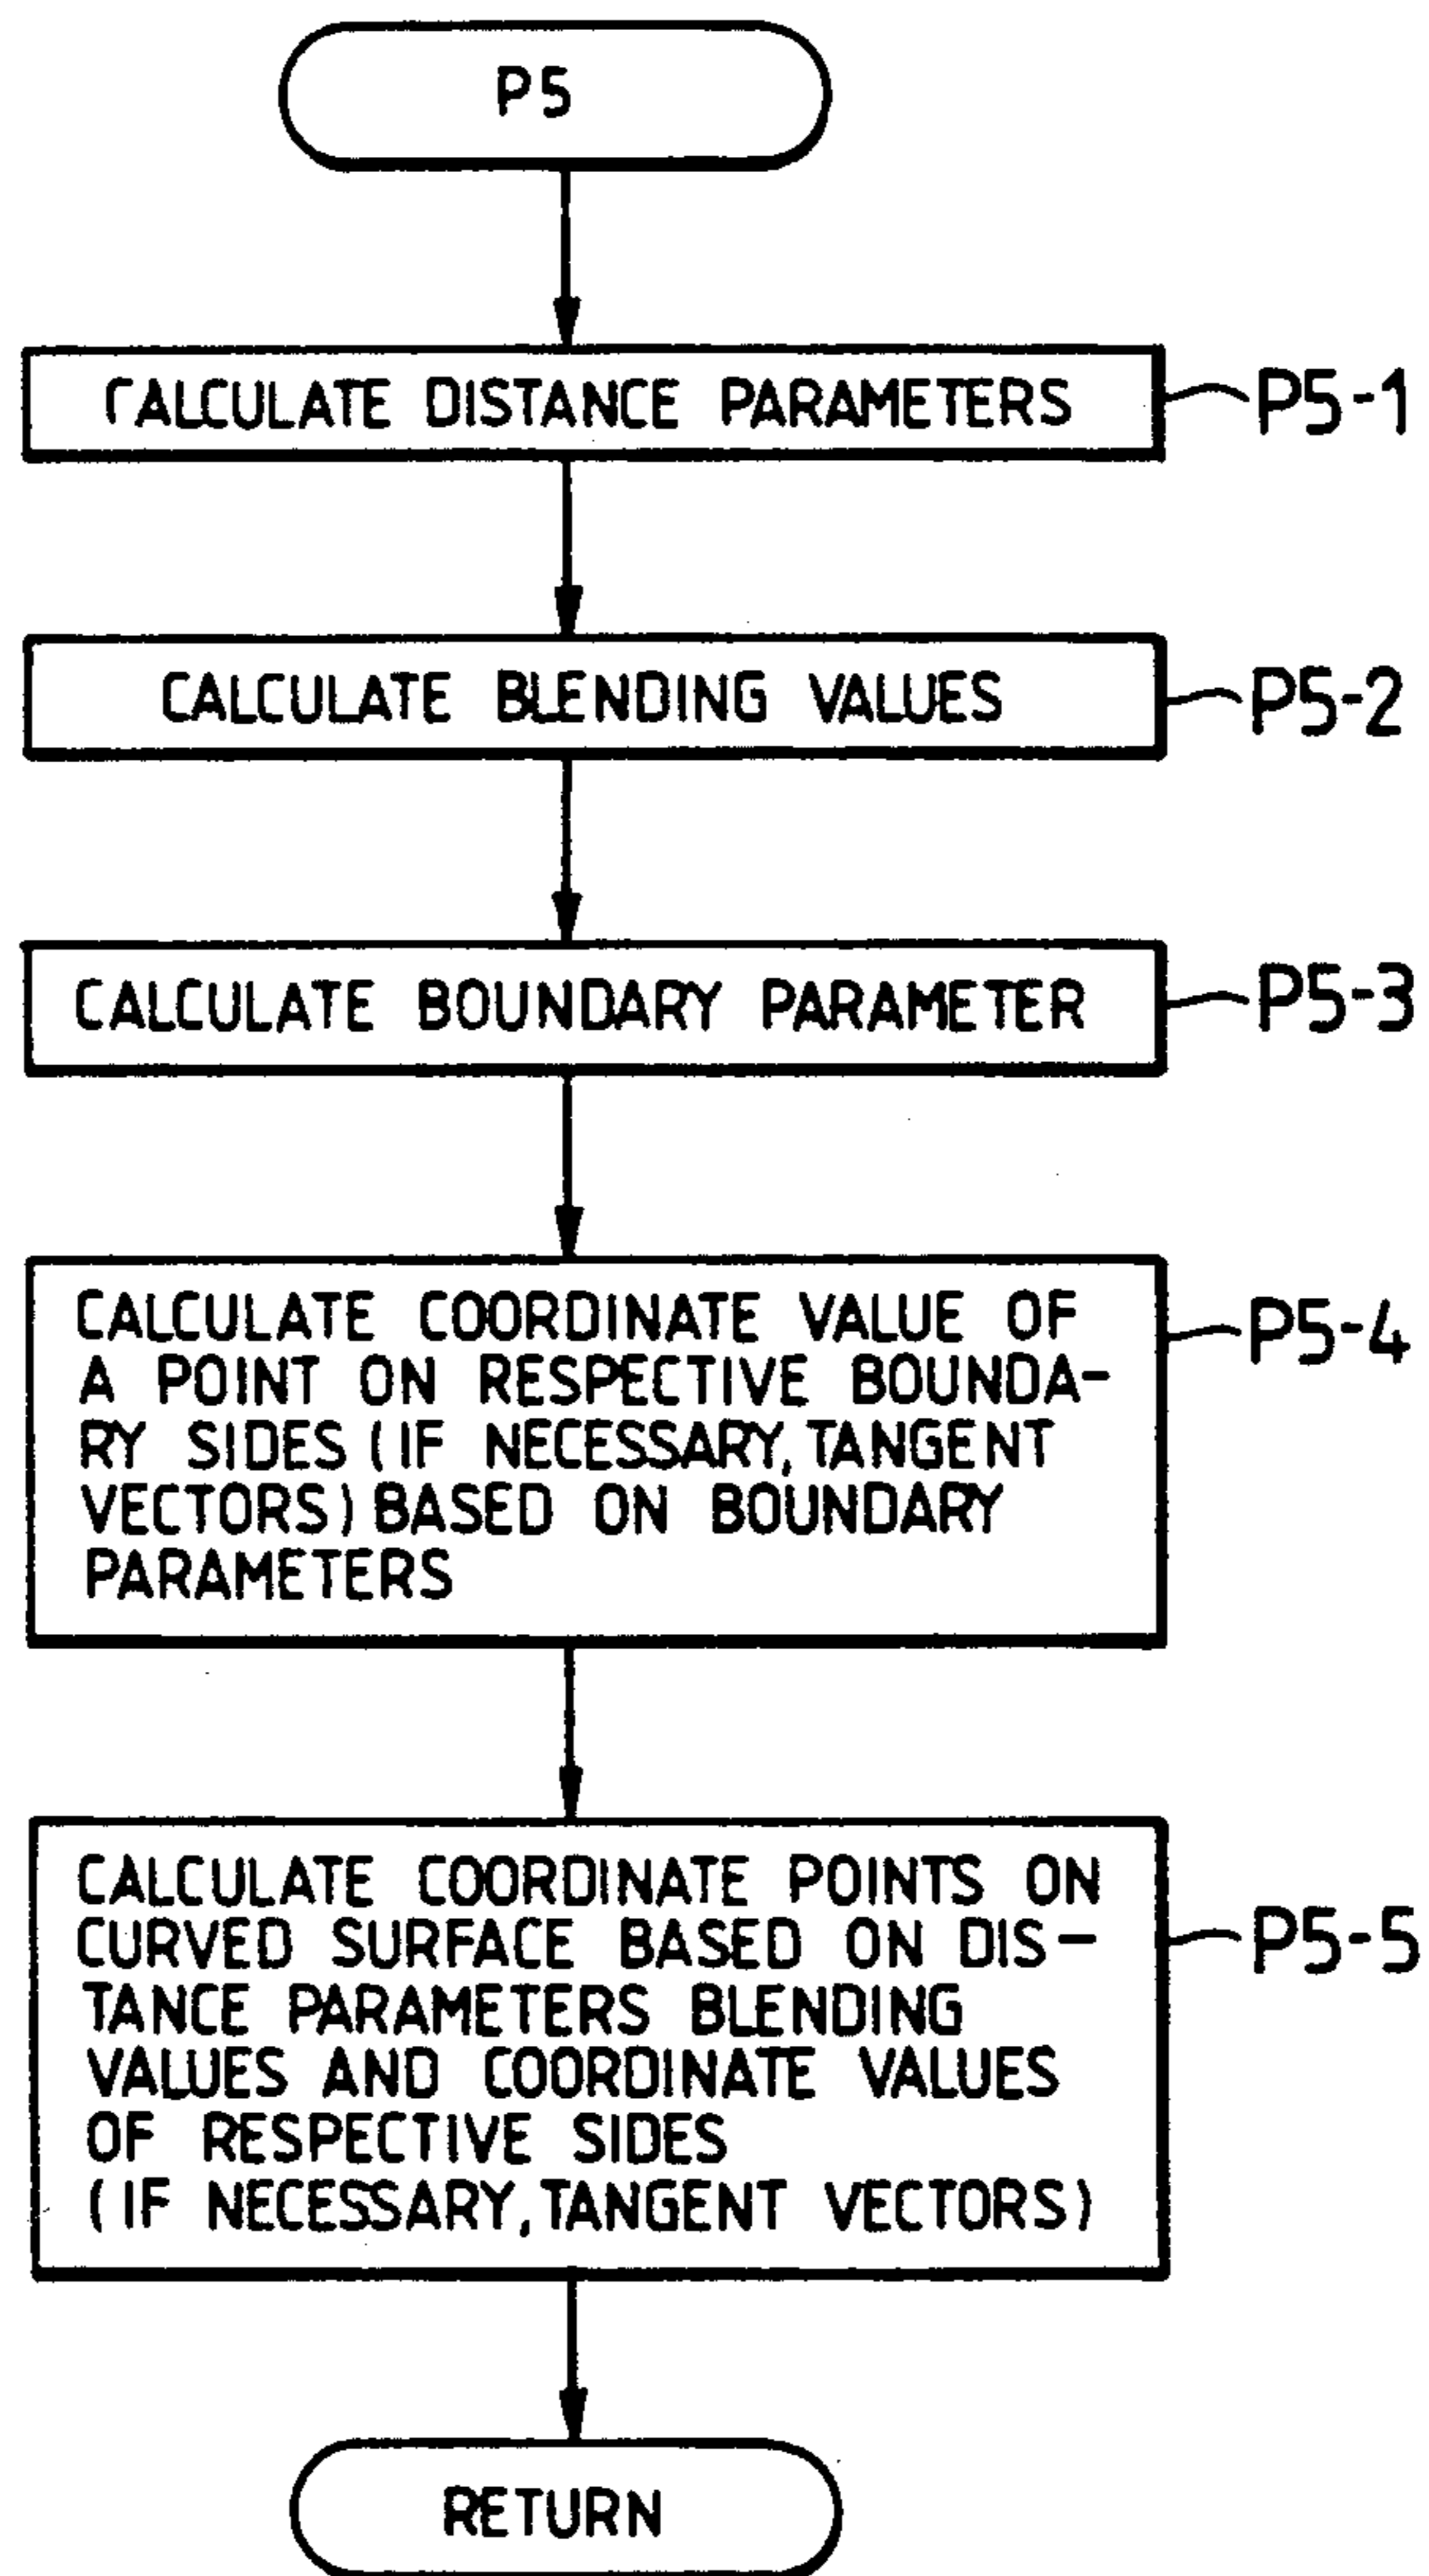 P5
CALCULATE DISTANCE PARAMETERS
P5-1
CALCULATE BLENDING VALUES
P5-2
CALCULATE BOUNDARY PARAMETER
P5-3
CALCULATE COORDINATE VALUE OF
A POINT ON RESPECTIVE BOUNDA-
RY SIDES (IF NECESSARY, TANGENT
VECTORS) BASED ON BOUNDARY
PARAMETERS
P5-4
CALCULATE COORDINATE POINTS ON
CURVED SURFACE BASED ON DIS-
TANCE PARAMETERS BLENDING
VALUES AND COORDINATE VALUES
OF RESPECTIVE SIDES
(IF NECESSARY, TANGENT VECTORS)
P5-5
RETURN